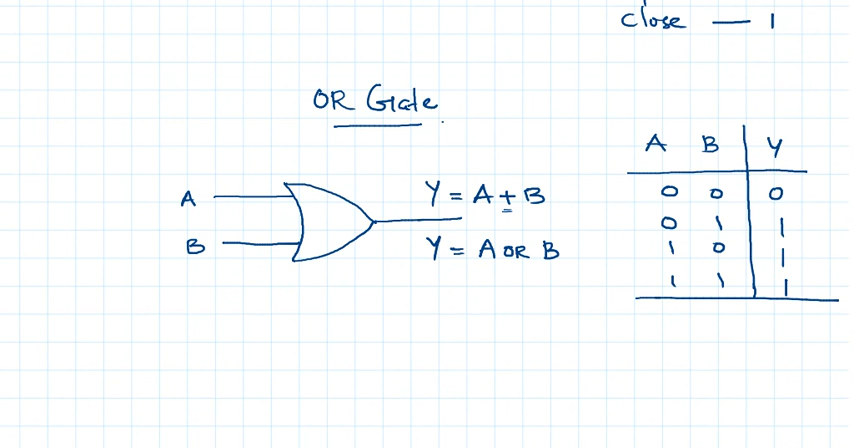 close — 1
OR Gate
A B Y
A
Y = A + B
0 0 0
0 1 1
B
Y = A OR B
1 0 1
1 1 1